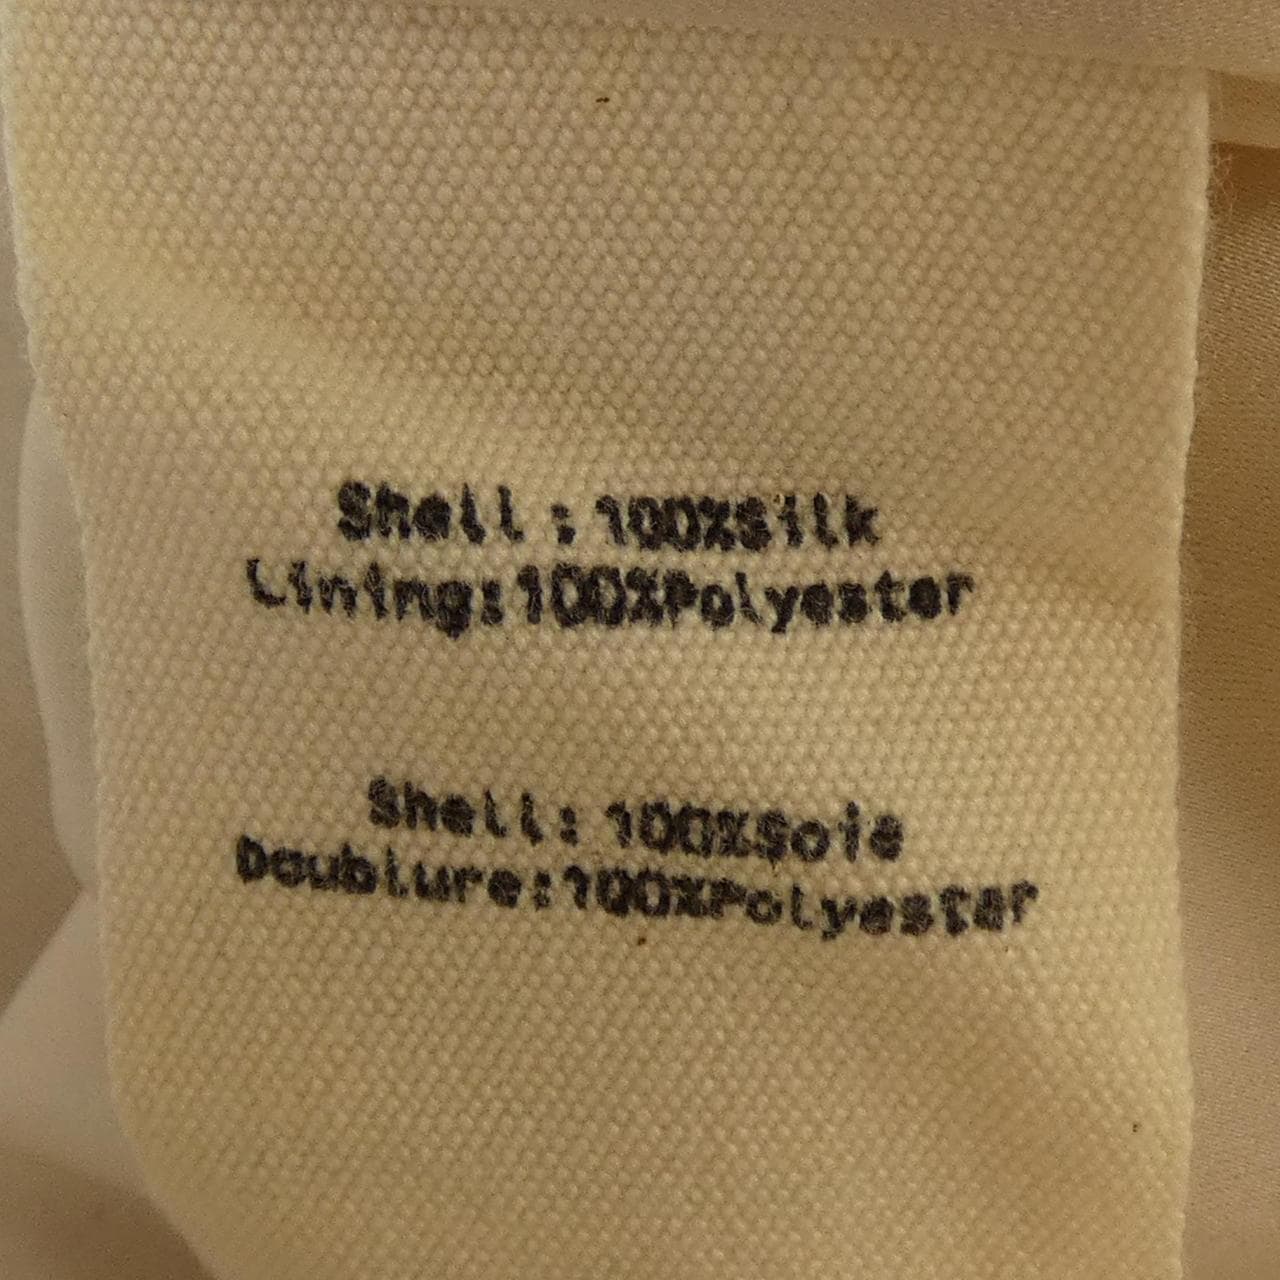 Shell:100%Silk
Lining:100%Polyester
Shell:100%Soie
Doublure:100%Polyester